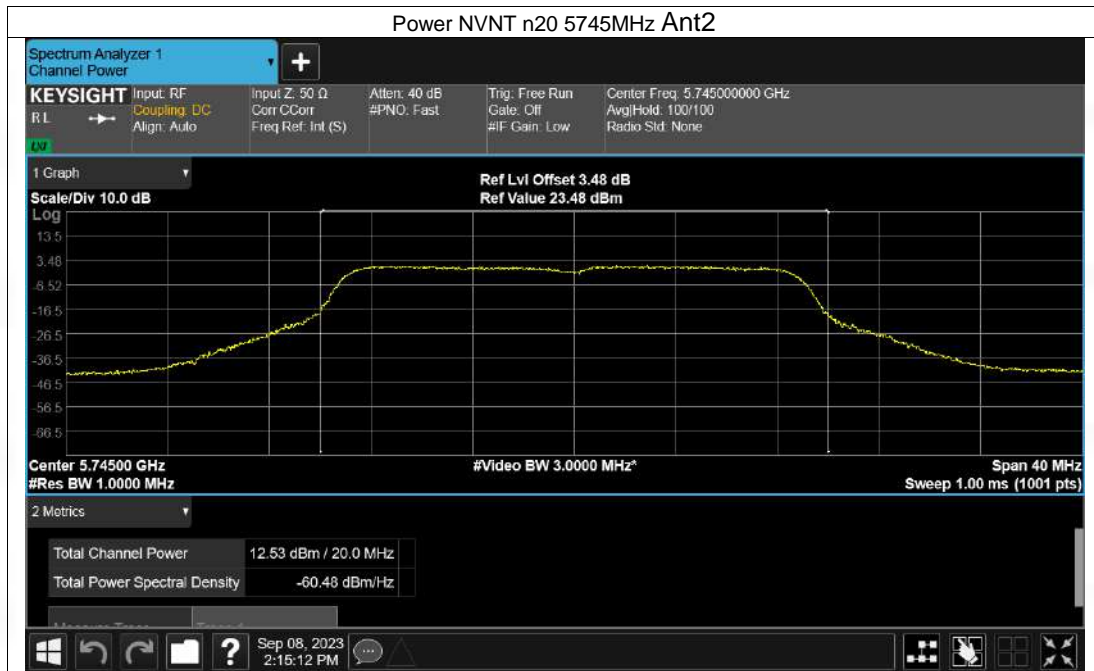 Power NVNT n20 5745MHz Ant2
Spectrum Analyzer 1
Channel Power
KEYSIGHT
R L
LXI
Input: RF
Coupling: DC
Align: Auto
Input Z: 50 Ω
Corr CCorr
Freq Ref: Int (S)
Atten: 40 dB
#PNO: Fast
Trig: Free Run
Gate: Off
#IF Gain: Low
Center Freq: 5.745000000 GHz
Avg|Hold: 100/100
Radio Std: None
1 Graph
Scale/Div 10.0 dB
Ref Lvl Offset 3.48 dB
Ref Value 23.48 dBm
Log
13.5
3.48
-6.52
-16.5
-26.5
-36.5
-46.5
-56.5
-66.5
Center 5.74500 GHz
#Video BW 3.0000 MHz*
Span 40 MHz
#Res BW 1.0000 MHz
Sweep 1.00 ms (1001 pts)
2 Metrics
Total Channel Power 12.53 dBm / 20.0 MHz
Total Power Spectral Density -60.48 dBm/Hz
Sep 08, 2023
2:15:12 PM